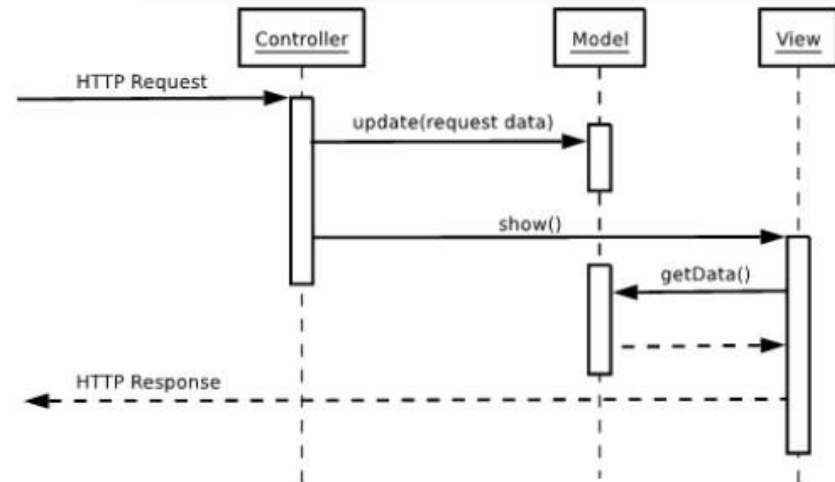 Controller
Model
View
HTTP Request
update(request data)
show()
getData()
HTTP Response